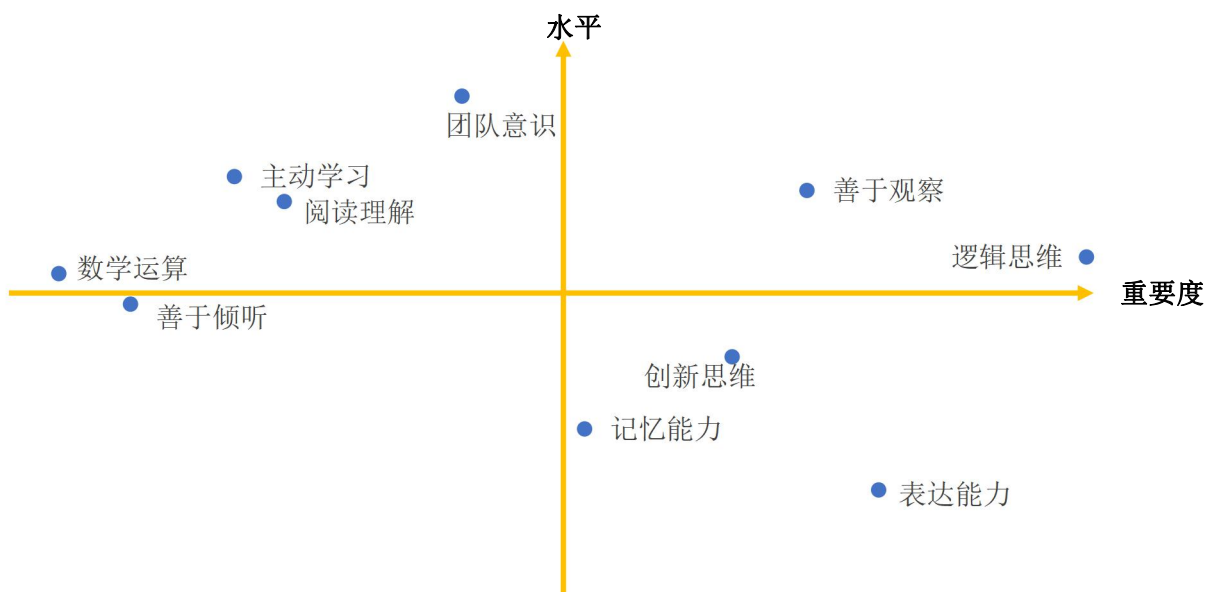 水平
团队意识
主动学习
善于观察
阅读理解
逻辑思维
数学运算
重要度
善于倾听
创新思维
记忆能力
表达能力